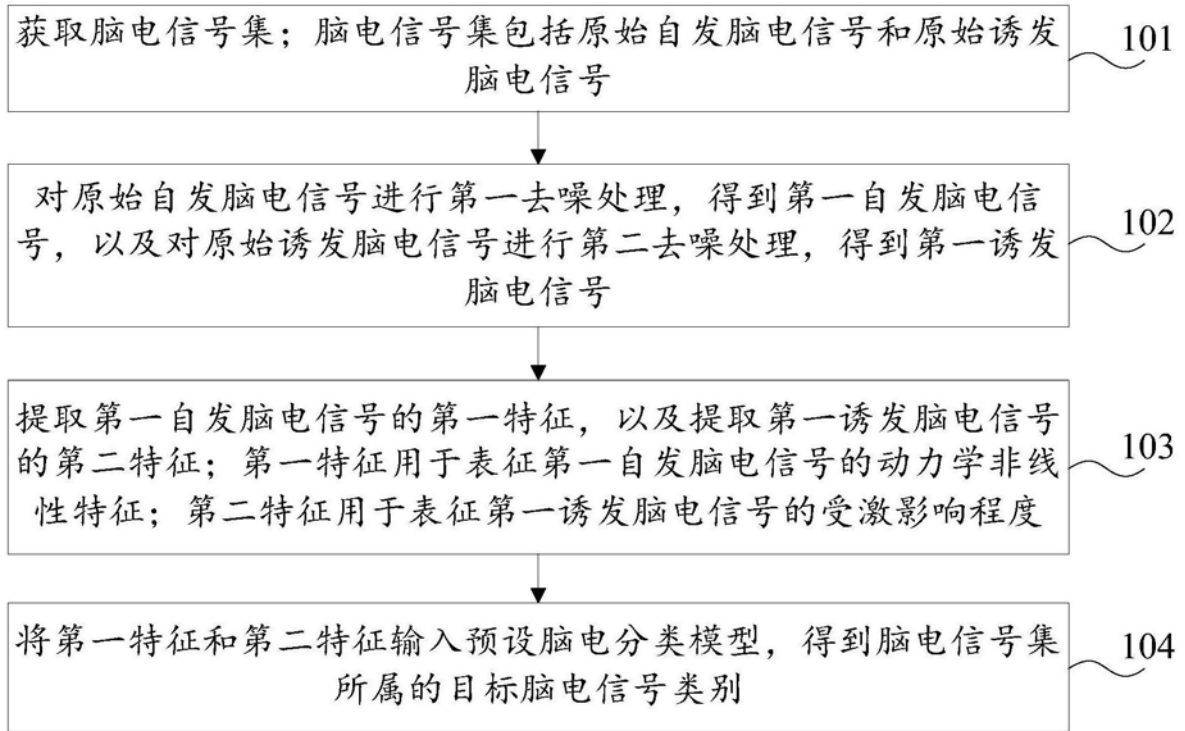 获取脑电信号集；脑电信号集包括原始自发脑电信号和原始诱发
脑电信号
101
对原始自发脑电信号进行第一去噪处理，得到第一自发脑电信
号，以及对原始诱发脑电信号进行第二去噪处理，得到第一诱发
脑电信号
102
提取第一自发脑电信号的第一特征，以及提取第一诱发脑电信号
的第二特征；第一特征用于表征第一自发脑电信号的动力学非线
性特征；第二特征用于表征第一诱发脑电信号的受激影响程度
103
将第一特征和第二特征输入预设脑电分类模型，得到脑电信号集
所属的目标脑电信号类别
104